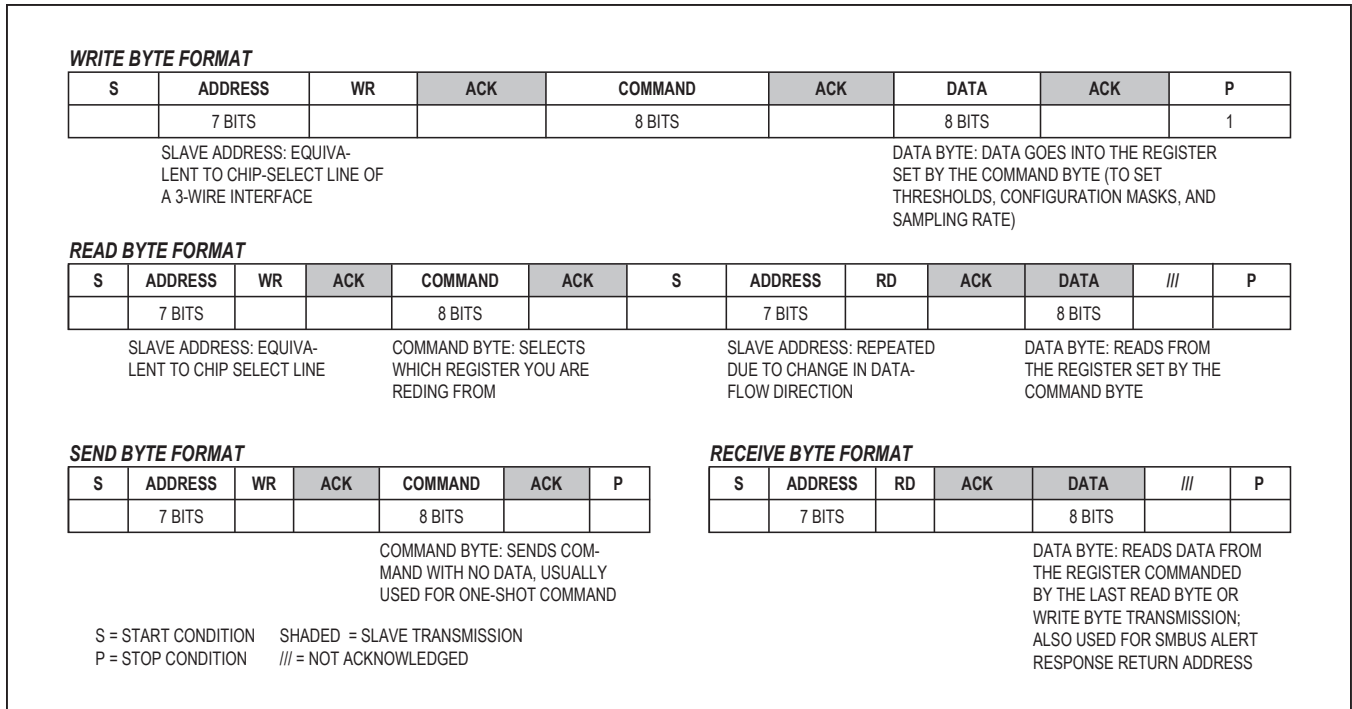 WRITE BYTE FORMAT
S ADDRESS WR ACK COMMAND ACK DATA ACK P
7 BITS 8 BITS 8 BITS 1
SLAVE ADDRESS: EQUIVA-
LENT TO CHIP-SELECT LINE OF
A 3-WIRE INTERFACE
DATA BYTE: DATA GOES INTO THE REGISTER
SET BY THE COMMAND BYTE (TO SET
THRESHOLDS, CONFIGURATION MASKS, AND
SAMPLING RATE)
READ BYTE FORMAT
S ADDRESS WR ACK COMMAND ACK S ADDRESS RD ACK DATA /// P
7 BITS 8 BITS 7 BITS 8 BITS
SLAVE ADDRESS: EQUIVA-
LENT TO CHIP SELECT LINE
COMMAND BYTE: SELECTS
WHICH REGISTER YOU ARE
REDING FROM
SLAVE ADDRESS: REPEATED
DUE TO CHANGE IN DATA-
FLOW DIRECTION
DATA BYTE: READS FROM
THE REGISTER SET BY THE
COMMAND BYTE
SEND BYTE FORMAT
S ADDRESS WR ACK COMMAND ACK P
7 BITS 8 BITS
COMMAND BYTE: SENDS COM-
MAND WITH NO DATA, USUALLY
USED FOR ONE-SHOT COMMAND
RECEIVE BYTE FORMAT
S ADDRESS RD ACK DATA /// P
7 BITS 8 BITS
DATA BYTE: READS DATA FROM
THE REGISTER COMMANDED
BY THE LAST READ BYTE OR
WRITE BYTE TRANSMISSION;
ALSO USED FOR SMBUS ALERT
RESPONSE RETURN ADDRESS
S = START CONDITION SHADED = SLAVE TRANSMISSION
P = STOP CONDITION /// = NOT ACKNOWLEDGED